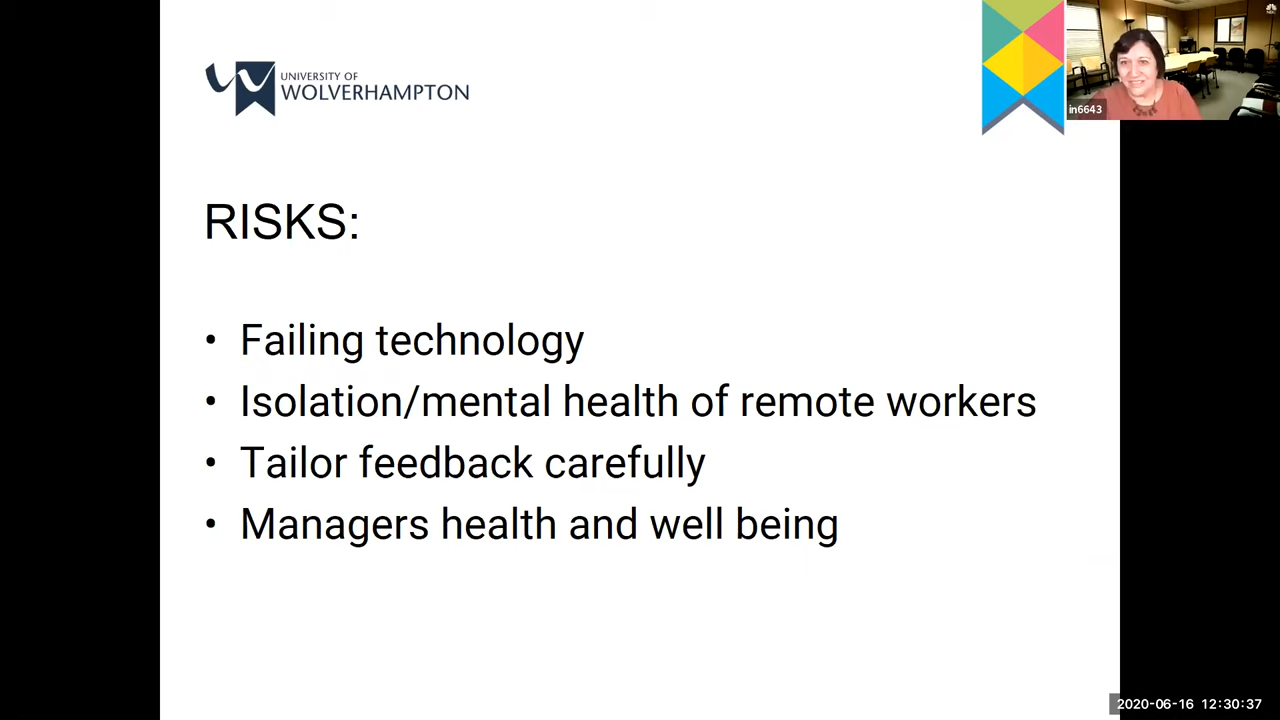 UNIVERSITY OF
WOLVERHAMPTON
in6643
RISKS:
• Failing technology
• Isolation/mental health of remote workers
• Tailor feedback carefully
• Managers health and well being
2020-06-16 12:30:37